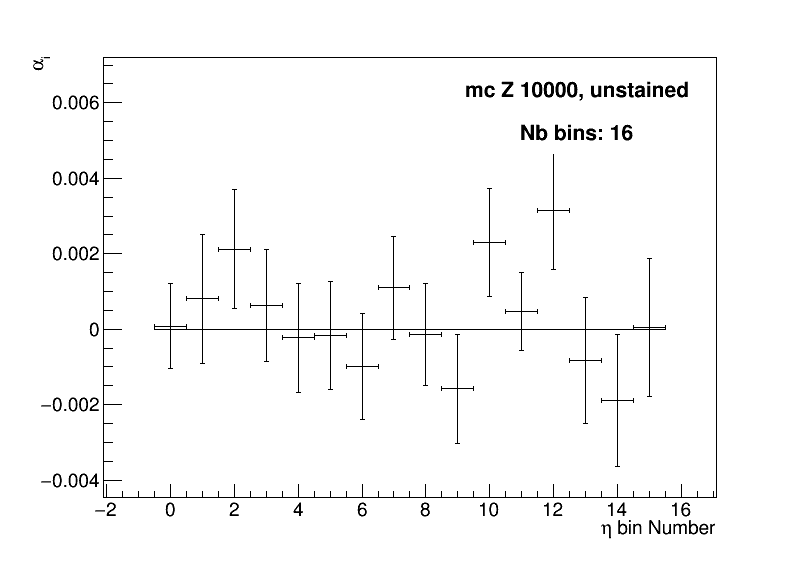 αi
mc Z 10000, unstained
Nb bins: 16
0.006
0.004
0.002
0
−0.002
−0.004
−2 0 2 4 6 8 10 12 14 16
η bin Number